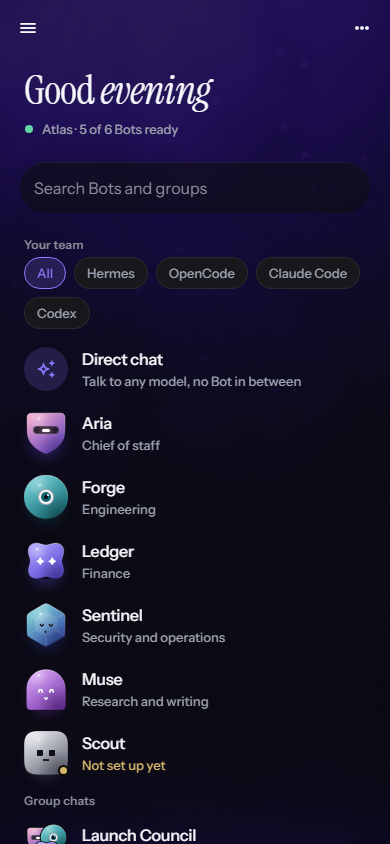 Good evening
Atlas · 5 of 6 Bots ready
Search Bots and groups
Your team
All
Hermes
OpenCode
Claude Code
Codex
Direct chat
Talk to any model, no Bot in between
Aria
Chief of staff
Forge
Engineering
Ledger
Finance
Sentinel
Security and operations
Muse
Research and writing
Scout
Not set up yet
Group chats
Launch Council